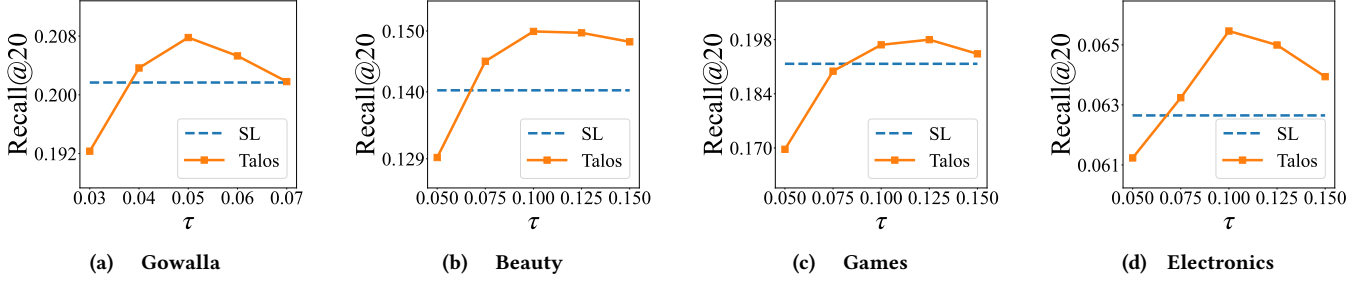 Recall@20
0.208
0.200
0.192
SL
Talos
0.03 0.04 0.05 0.06 0.07
τ
(a) Gowalla
Recall@20
0.150
0.140
0.129
SL
Talos
0.050 0.075 0.100 0.125 0.150
τ
(b) Beauty
Recall@20
0.198
0.184
0.170
SL
Talos
0.050 0.075 0.100 0.125 0.150
τ
(c) Games
Recall@20
0.065
0.063
0.061
SL
Talos
0.050 0.075 0.100 0.125 0.150
τ
(d) Electronics